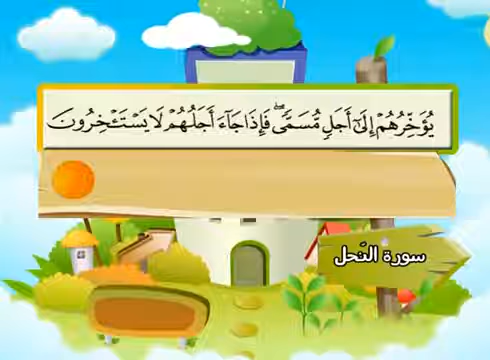 يُؤَخِّرُهُمْ إِلَىٰٓ أَجَلٍ مُّسَمًّى ۖ فَإِذَا جَآءَ أَجَلُهُمْ لَا يَسْتَـْٔخِرُونَ
سورة النّحل